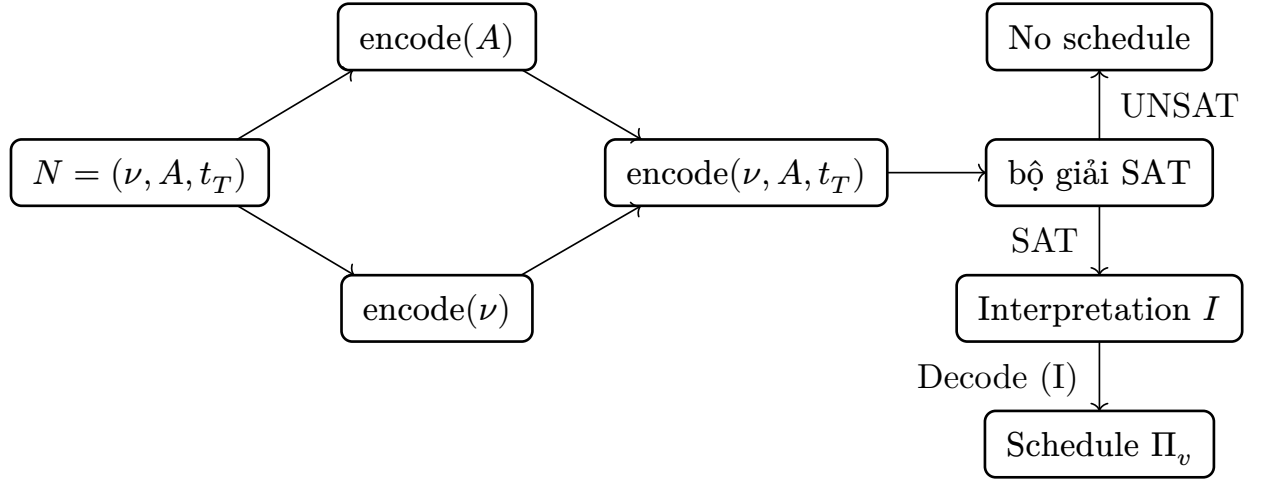 encode(A)
No schedule
UNSAT
N = (ν, A, t_T)
encode(ν, A, t_T)
bộ giải SAT
SAT
encode(ν)
Interpretation I
Decode (I)
Schedule Π_v